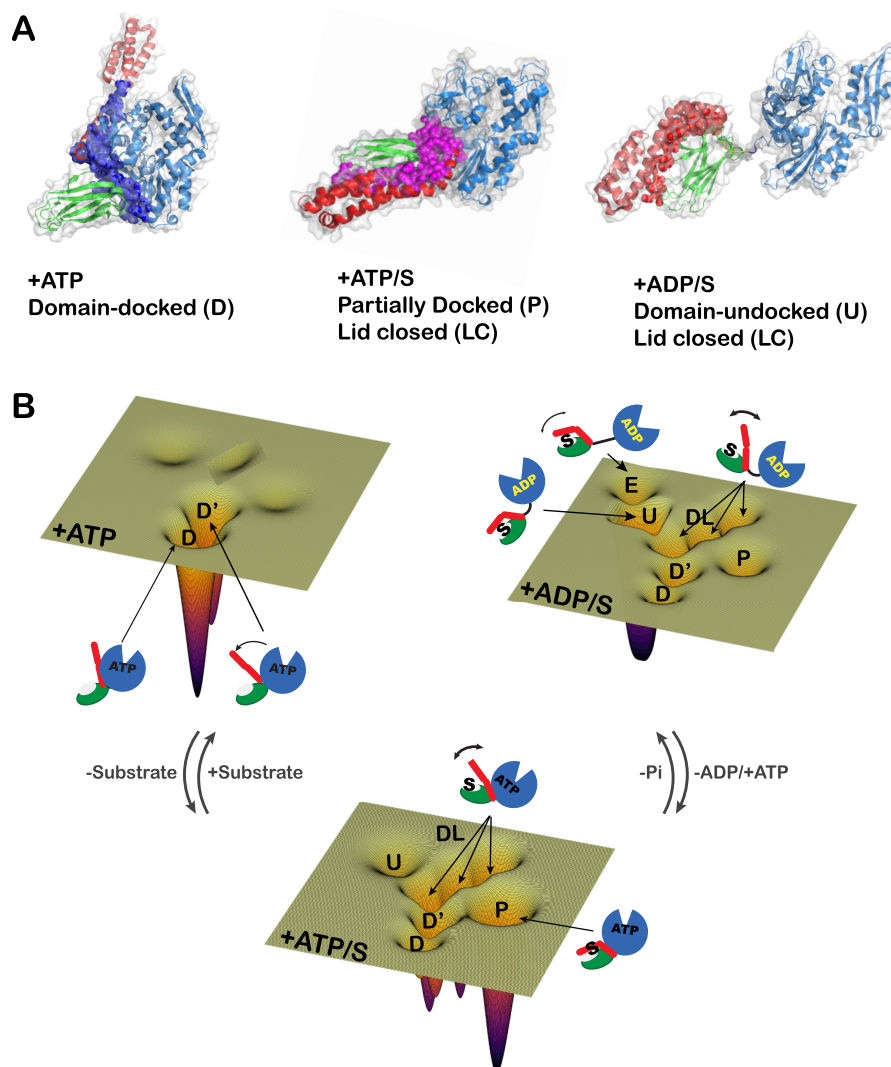 A
+ATP
Domain-docked (D)
+ATP/S
Partially Docked (P)
Lid closed (LC)
+ADP/S
Domain-undocked (U)
Lid closed (LC)
B
D'
D
+ATP
ATP
ATP
S
ADP
S
ADP
S
ADP
E
U
DL
P
D'
D
+ADP/S
-Substrate
+Substrate
-Pi
-ADP/+ATP
S
ATP
DL
U
D'
P
D
+ATP/S
ATP
S